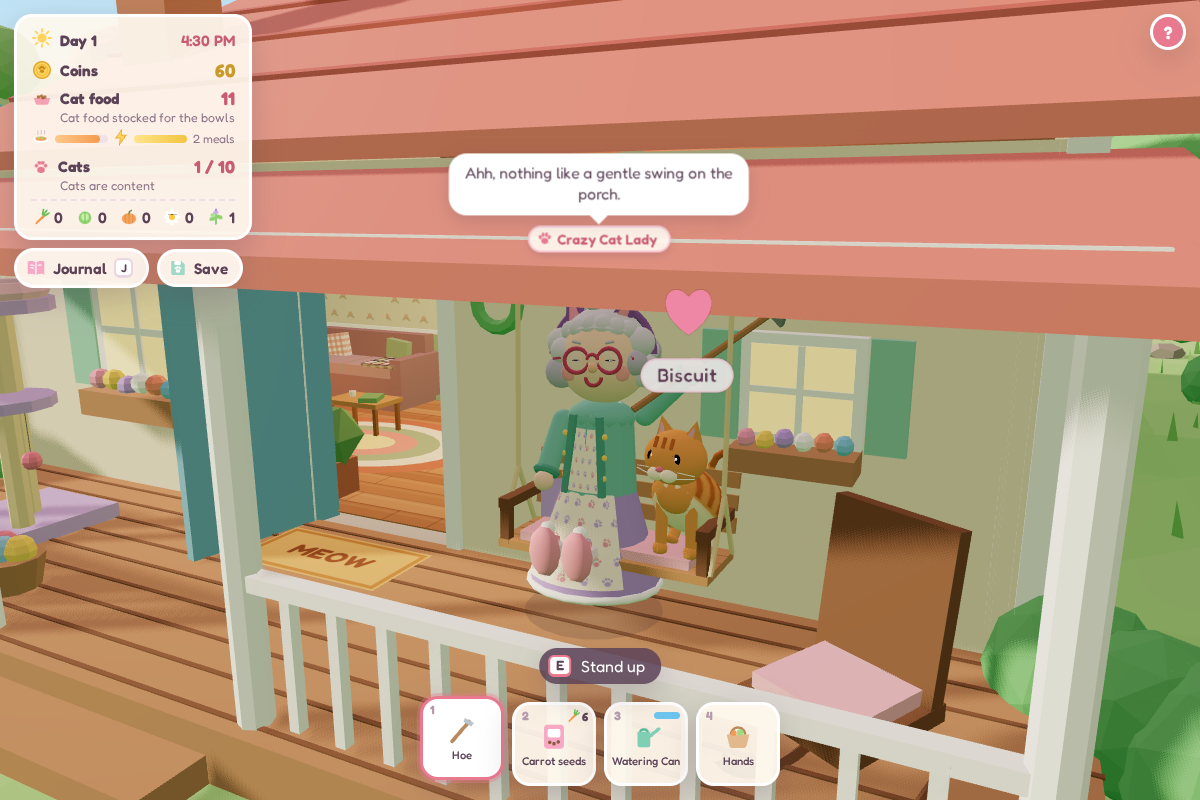 Day 1 4:30 PM
Coins 60
Cat food 11
Cat food stocked for the bowls
2 meals
Cats 1 / 10
Cats are content
0 0 0 0 1
Journal J Save
?
Ahh, nothing like a gentle swing on the
porch.
Crazy Cat Lady
Biscuit
MEOW
E Stand up
1 Hoe
2 6 Carrot seeds
3 Watering Can
4 Hands